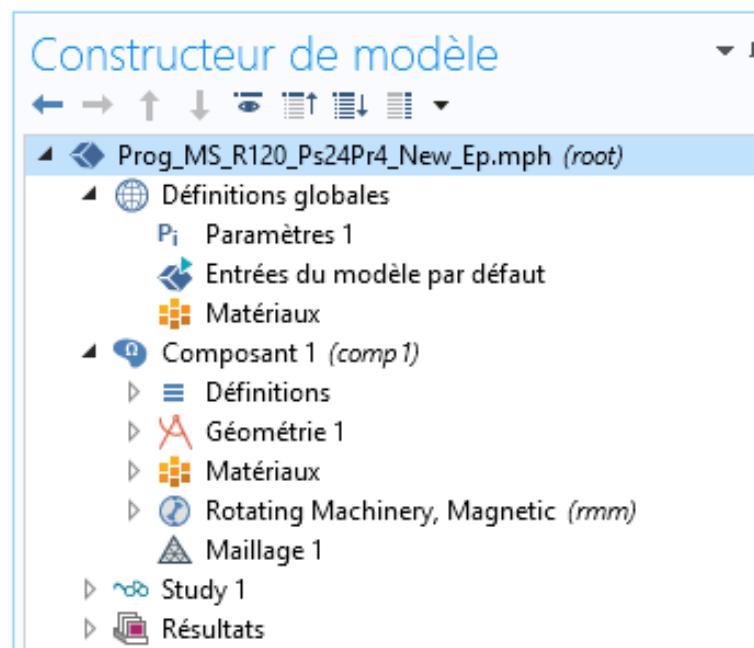 Constructeur de modèle
Prog_MS_R120_Ps24Pr4_New_Ep.mph (root)
Définitions globales
Pi Paramètres 1
Entrées du modèle par défaut
Matériaux
Composant 1 (comp1)
Définitions
Géométrie 1
Matériaux
Rotating Machinery, Magnetic (rmm)
Maillage 1
Study 1
Résultats